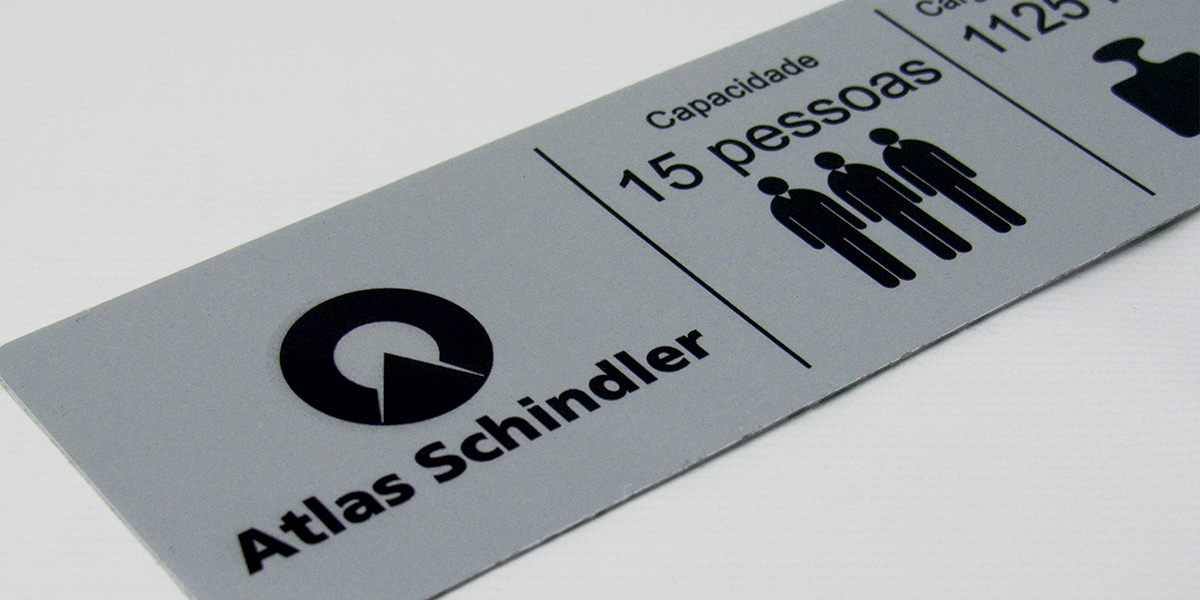 Atlas Schindler
Capacidade
15 pessoas
1125